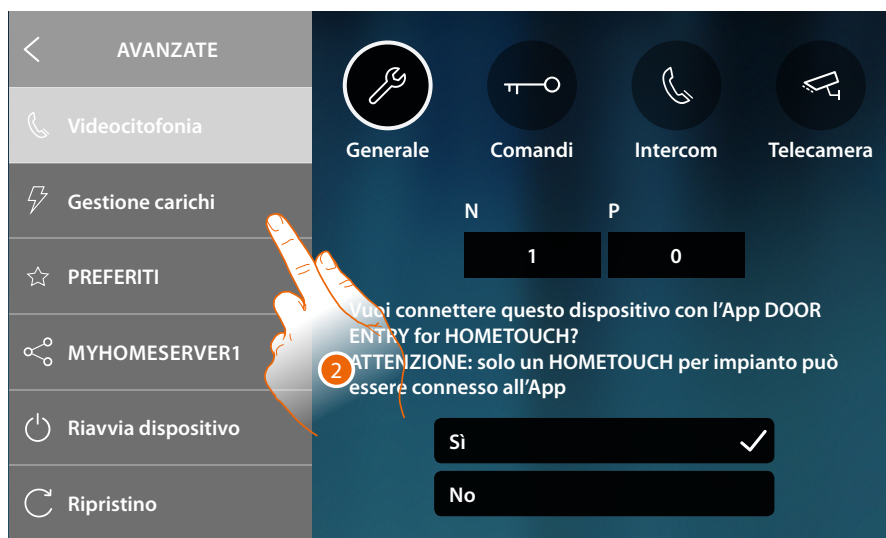 AVANZATE
Videocitofonia
Gestione carichi
PREFERITI
MYHOMESERVER1
Riavvia dispositivo
Ripristino
Generale
Comandi
Intercom
Telecamera
N
P
1
0
Vuoi connettere questo dispositivo con l'App DOOR
ENTRY for HOMETOUCH?
ATTENZIONE: solo un HOMETOUCH per impianto può
essere connesso all'App
2
Sì
No